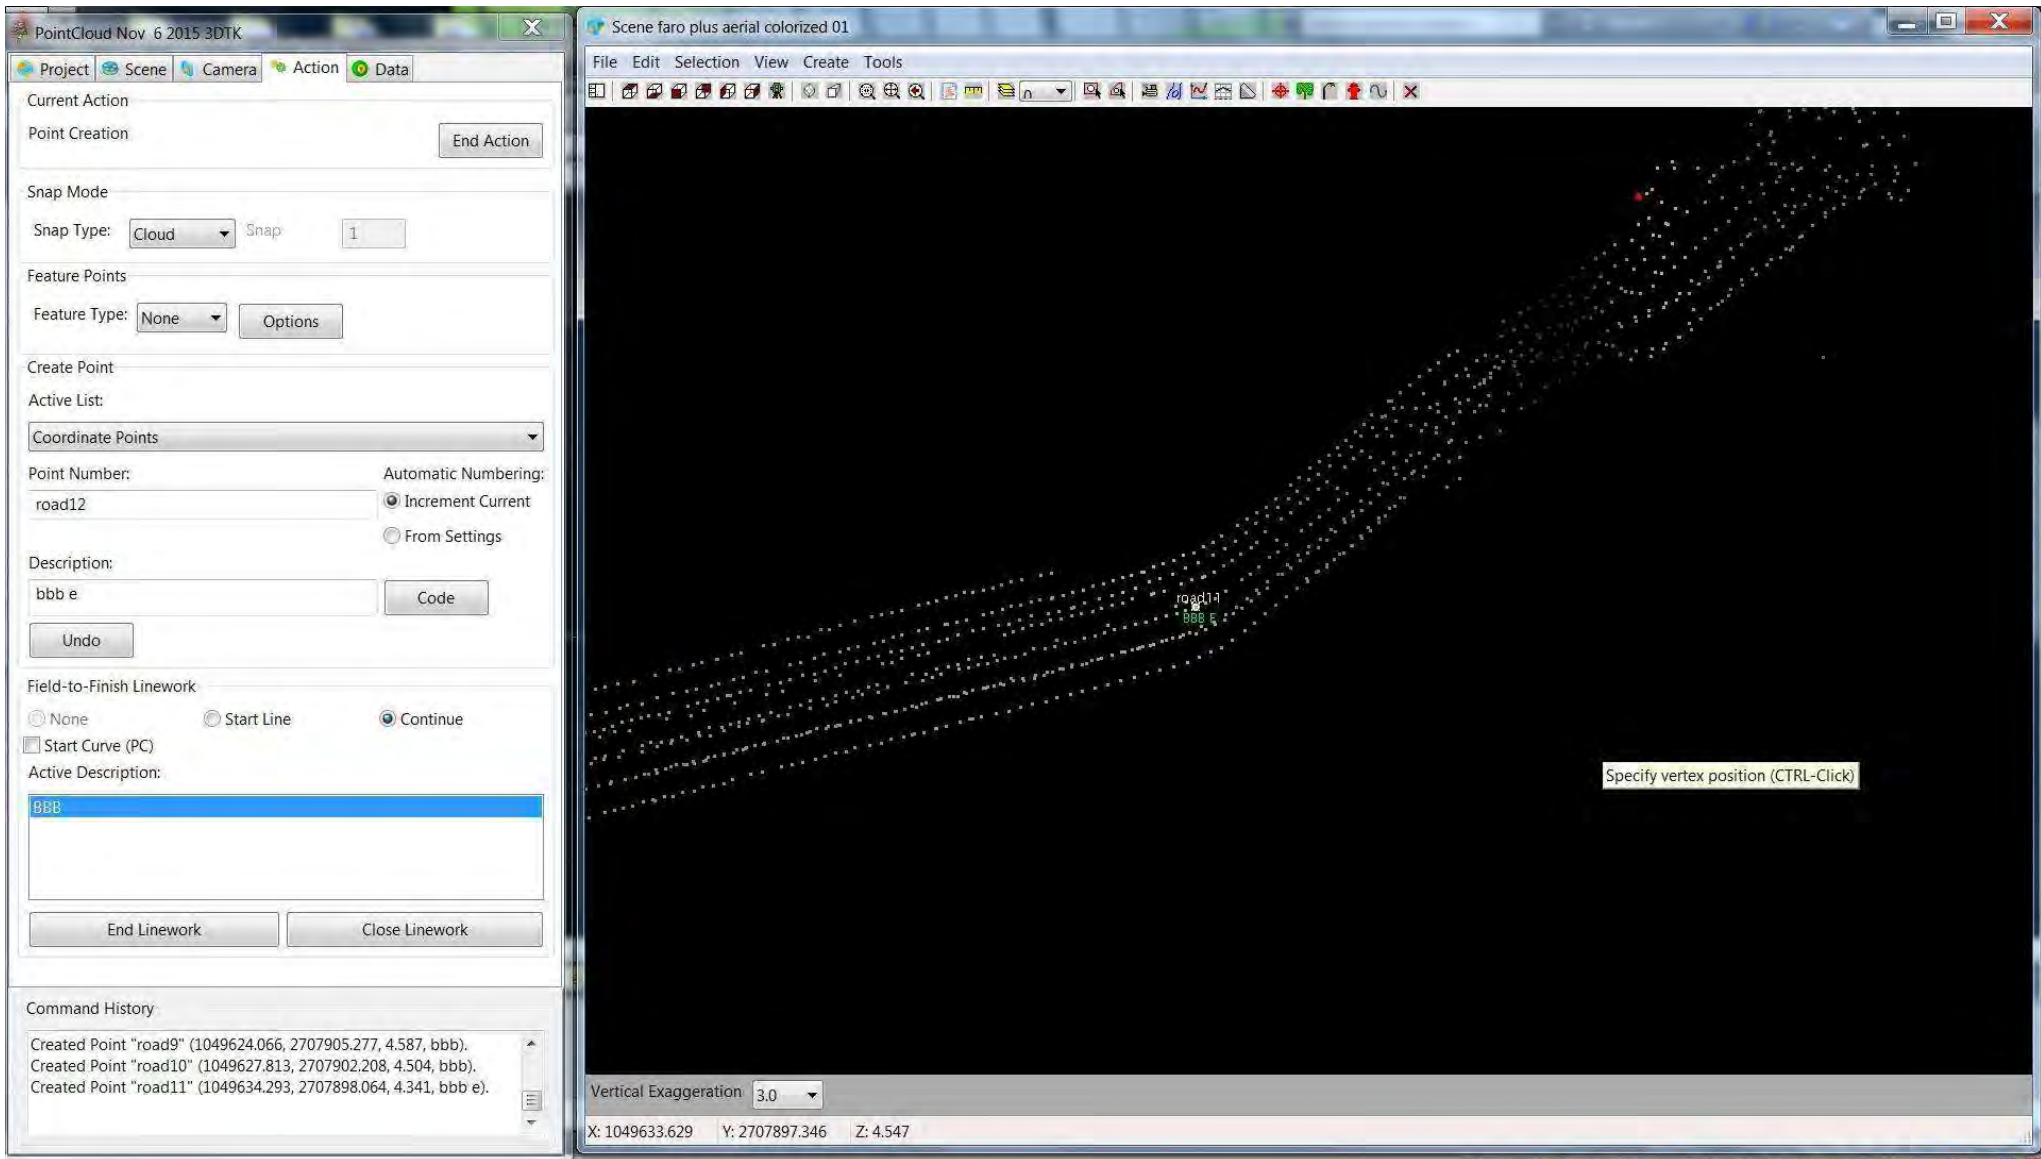 PointCloud Nov 6 2015 3DTK
Project Scene Camera Action Data
Current Action
Point Creation
End Action
Snap Mode
Snap Type: Cloud Snap 1
Feature Points
Feature Type: None Options
Create Point
Active List:
Coordinate Points
Point Number: Automatic Numbering:
road12 Increment Current
From Settings
Description:
bbb e Code
Undo
Field-to-Finish Linework
None Start Line Continue
Start Curve (PC)
Active Description:
BBB
End Linework Close Linework
Command History
Created Point "road9" (1049624.066, 2707905.277, 4.587, bbb).
Created Point "road10" (1049627.813, 2707902.208, 4.504, bbb).
Created Point "road11" (1049634.293, 2707898.064, 4.341, bbb e).
Scene faro plus aerial colorized 01
File Edit Selection View Create Tools
n
road11
BBB E
Specify vertex position (CTRL-Click)
Vertical Exaggeration 3.0
X: 1049633.629 Y: 2707897.346 Z: 4.547